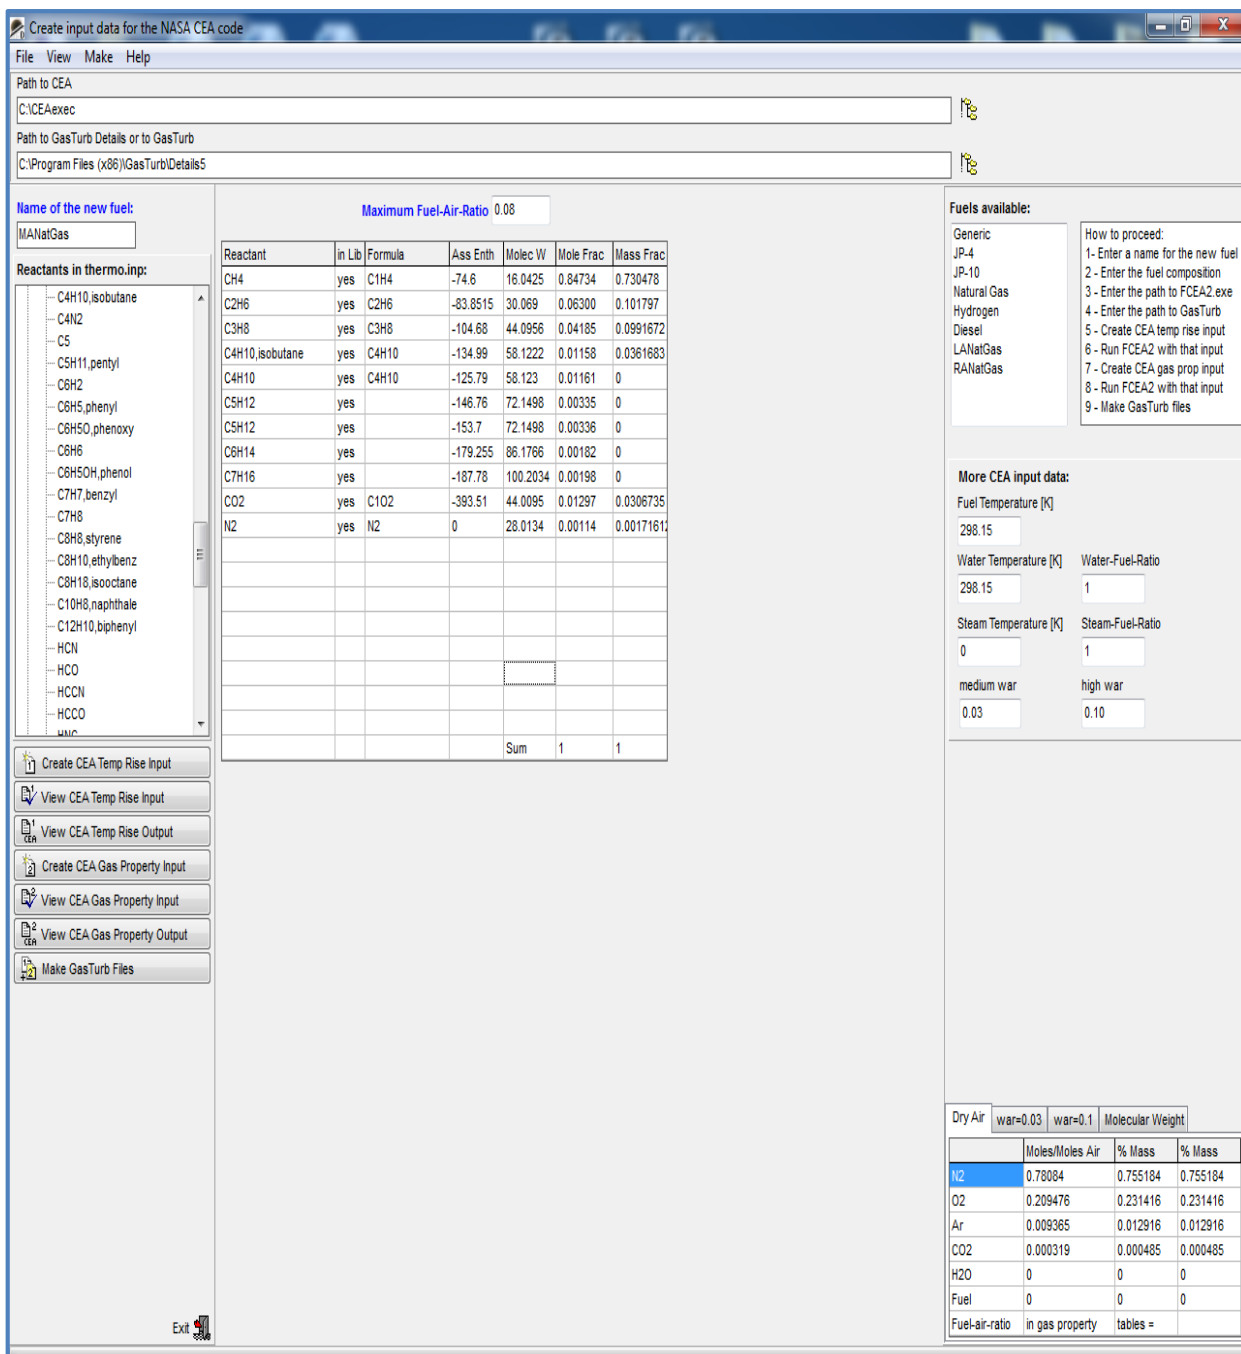 Create input data for the NASA CEA code
File View Make Help
Path to CEA
C:\CEAexec
Path to GasTurb Details or to GasTurb
C:\Program Files (x86)\GasTurb\Details5
Name of the new fuel:
MANatGas
Reactants in thermo.inp:
C4H10,isobutane
C4N2
C5
C5H11,pentyl
C6H2
C6H5,phenyl
C6H5O,phenoxy
C6H6
C6H5OH,phenol
C7H7,benzyl
C7H8
C8H8,styrene
C8H10,ethylbenz
C8H18,isooctane
C10H8,naphthale
C12H10,biphenyl
HCN
HCO
HCCN
HCCO
HNC
1 Create CEA Temp Rise Input
1 View CEA Temp Rise Input
1 CEA View CEA Temp Rise Output
2 Create CEA Gas Property Input
2 View CEA Gas Property Input
2 CEA View CEA Gas Property Output
1 + 2 Make GasTurb Files
Exit
Maximum Fuel-Air-Ratio 0.08
Reactant in Lib Formula Ass Enth Molec W Mole Frac Mass Frac
CH4 yes C1H4 -74.6 16.0425 0.84734 0.730478
C2H6 yes C2H6 -83.8515 30.069 0.06300 0.101797
C3H8 yes C3H8 -104.68 44.0956 0.04185 0.0991672
C4H10,isobutane yes C4H10 -134.99 58.1222 0.01158 0.0361683
C4H10 yes C4H10 -125.79 58.123 0.01161 0
C5H12 yes -146.76 72.1498 0.00335 0
C5H12 yes -153.7 72.1498 0.00336 0
C6H14 yes -179.255 86.1766 0.00182 0
C7H16 yes -187.78 100.2034 0.00198 0
CO2 yes C1O2 -393.51 44.0095 0.01297 0.0306735
N2 yes N2 0 28.0134 0.00114 0.00171612
Sum 1 1
Fuels available:
Generic
JP-4
JP-10
Natural Gas
Hydrogen
Diesel
LANatGas
RANatGas
How to proceed:
1- Enter a name for the new fuel
2 - Enter the fuel composition
3 - Enter the path to FCEA2.exe
4 - Enter the path to GasTurb
5 - Create CEA temp rise input
6 - Run FCEA2 with that input
7 - Create CEA gas prop input
8 - Run FCEA2 with that input
9 - Make GasTurb files
More CEA input data:
Fuel Temperature [K]
298.15
Water Temperature [K] Water-Fuel-Ratio
298.15 1
Steam Temperature [K] Steam-Fuel-Ratio
0 1
medium war high war
0.03 0.10
Dry Air war=0.03 war=0.1 Molecular Weight
Moles/Moles Air % Mass % Mass
N2 0.78084 0.755184 0.755184
O2 0.209476 0.231416 0.231416
Ar 0.009365 0.012916 0.012916
CO2 0.000319 0.000485 0.000485
H2O 0 0 0
Fuel 0 0 0
Fuel-air-ratio in gas property tables =